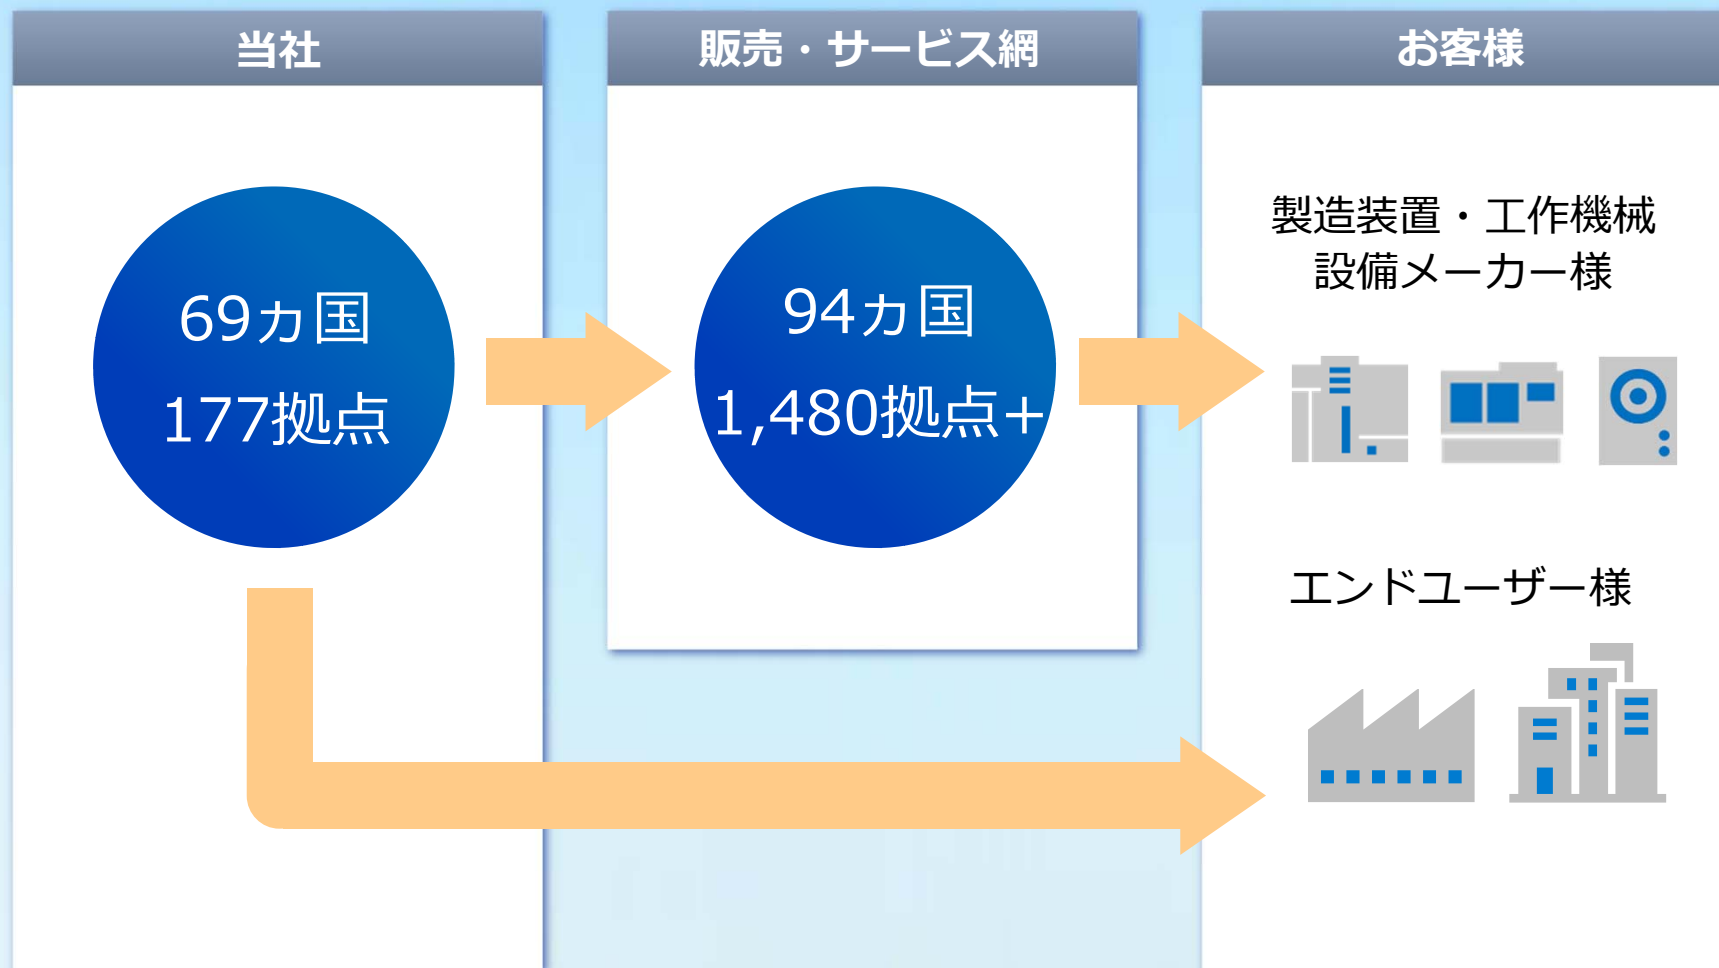 当社
69カ国
177拠点
販売・サービス網
94カ国
1,480拠点+
お客様
製造装置・工作機械
設備メーカー様
エンドユーザー様